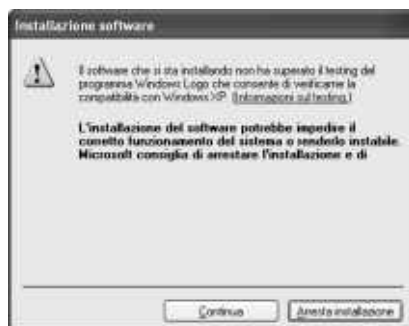 Installazione software
Il software che si sta installando non ha superato il testing del
programma Windows Logo che consente di verificarne la
compatibilità con Windows XP. (Informazioni sul testing.)
L'installazione del software potrebbe impedire il
corretto funzionamento del sistema o renderlo instabile.
Microsoft consiglia di arrestare l'installazione e di
Continua
Arresta installazione